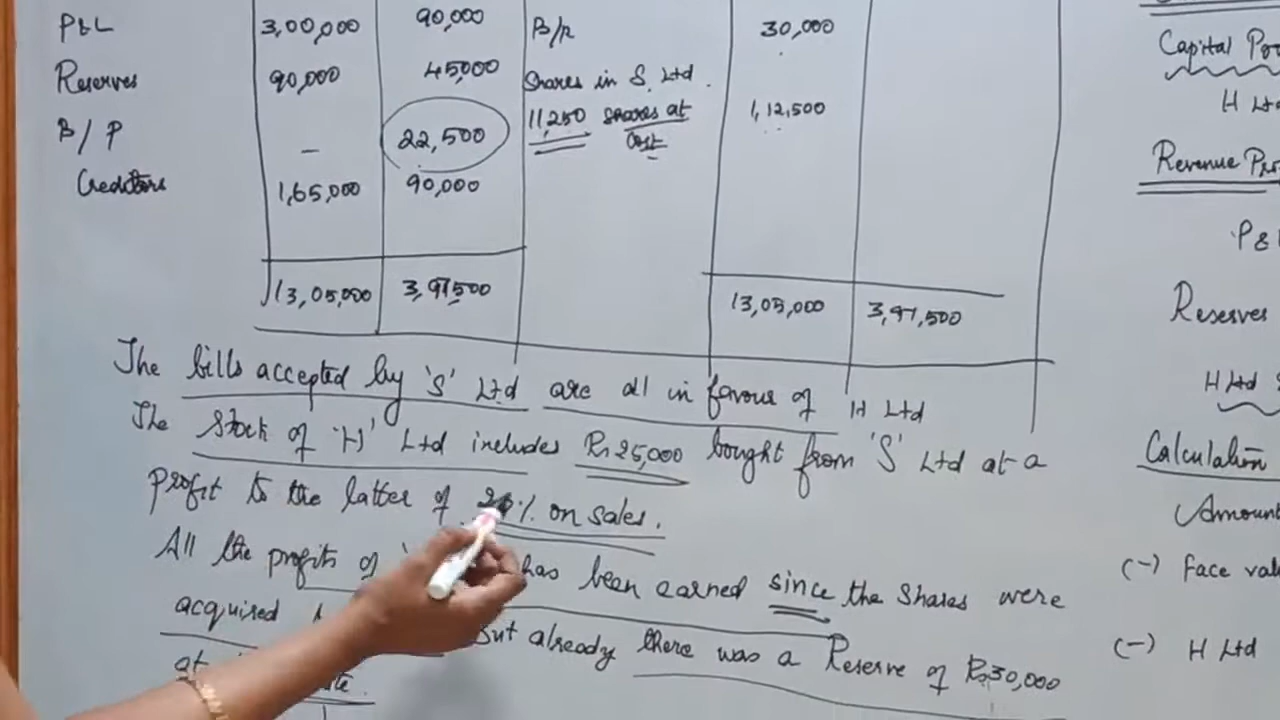 P&L 3,00,000 90,000 B/R 30,000
Reserves 90,000 45,000 Shares in S. Ltd.
B/P - 22,500 11,250 shares at cost 1,12,500
Creditors 1,65,000 90,000
13,05,000 3,97,500 13,05,000 3,97,500
The bills accepted by 'S' Ltd are all in favour of H Ltd
The Stock of 'H' Ltd includes Rs 25,000 bought from 'S' Ltd at a
profit to the latter of % on sales.
All the profits of has been earned since the shares were
acquired But already there was a Reserve of Rs 30,000
at
Capital
H Ltd
Revenue
P&
Reserves
H Ltd
Calculation
Amount
(-) Face
(-) H Ltd